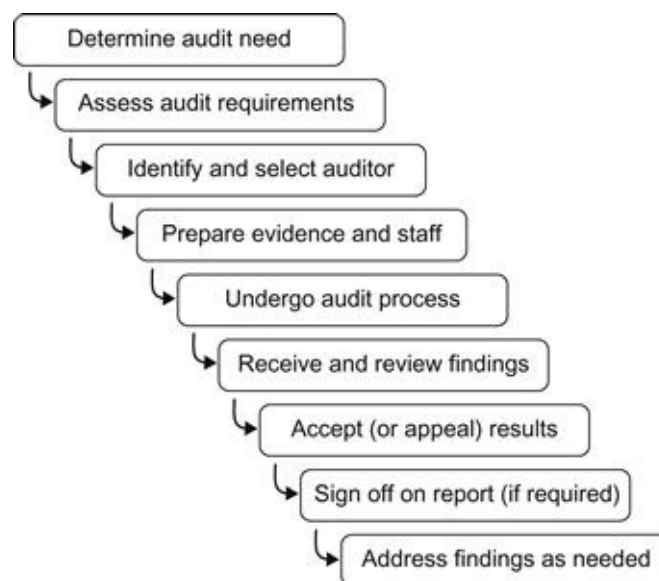 Determine audit need
Assess audit requirements
Identify and select auditor
Prepare evidence and staff
Undergo audit process
Receive and review findings
Accept (or appeal) results
Sign off on report (if required)
Address findings as needed